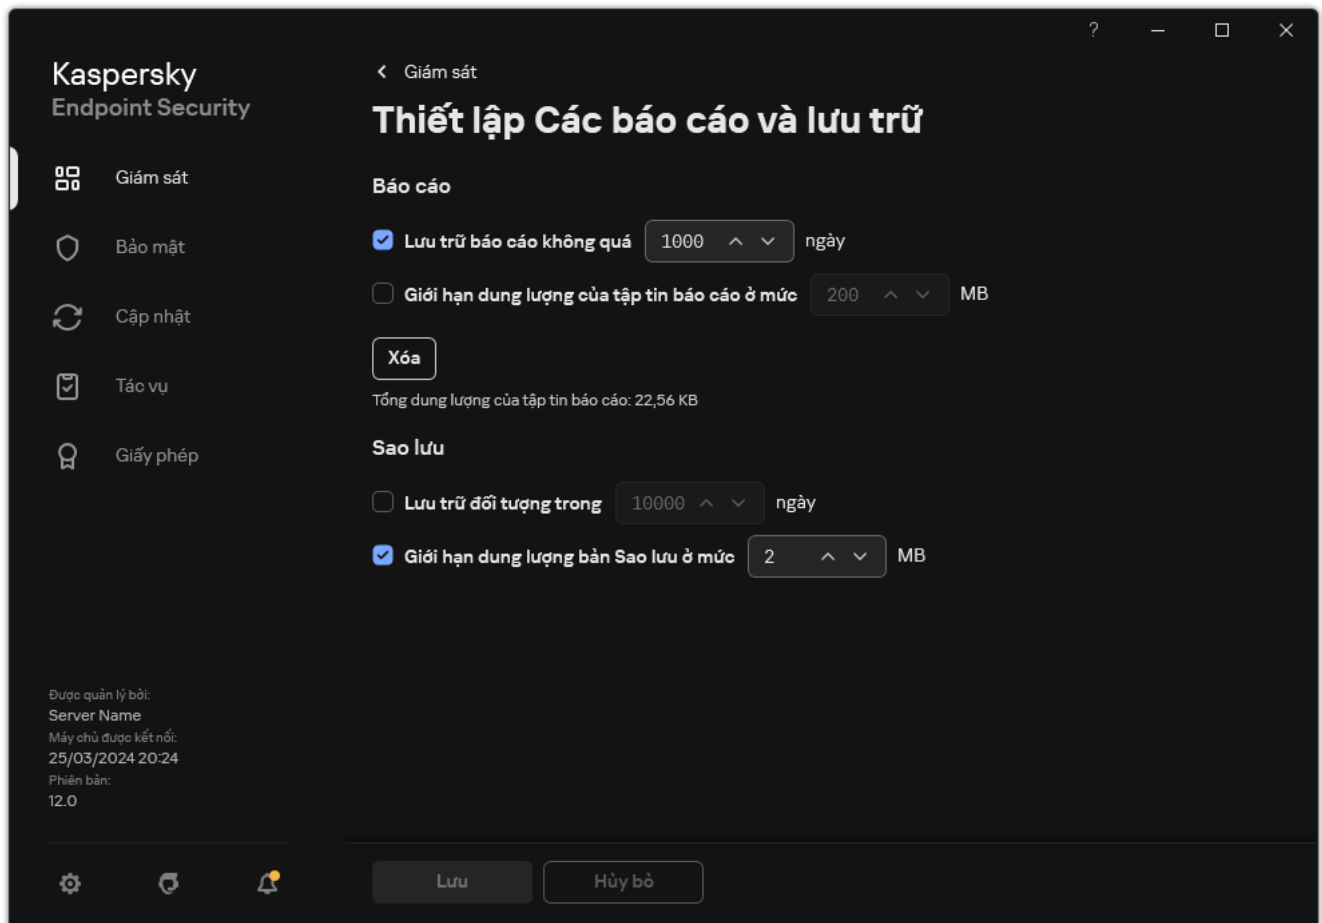 ?
Kaspersky
Endpoint Security
Giám sát
Bảo mật
Cập nhật
Tác vụ
Giấy phép
Được quản lý bởi:
Server Name
Máy chủ được kết nối:
25/03/2024 20:24
Phiên bản:
12.0
Giám sát
Thiết lập Các báo cáo và lưu trữ
Báo cáo
Lưu trữ báo cáo không quá 1000 ngày
Giới hạn dung lượng của tập tin báo cáo ở mức 200 MB
Xóa
Tổng dung lượng của tập tin báo cáo: 22,56 KB
Sao lưu
Lưu trữ đối tượng trong 10000 ngày
Giới hạn dung lượng bản Sao lưu ở mức 2 MB
Lưu Hủy bỏ